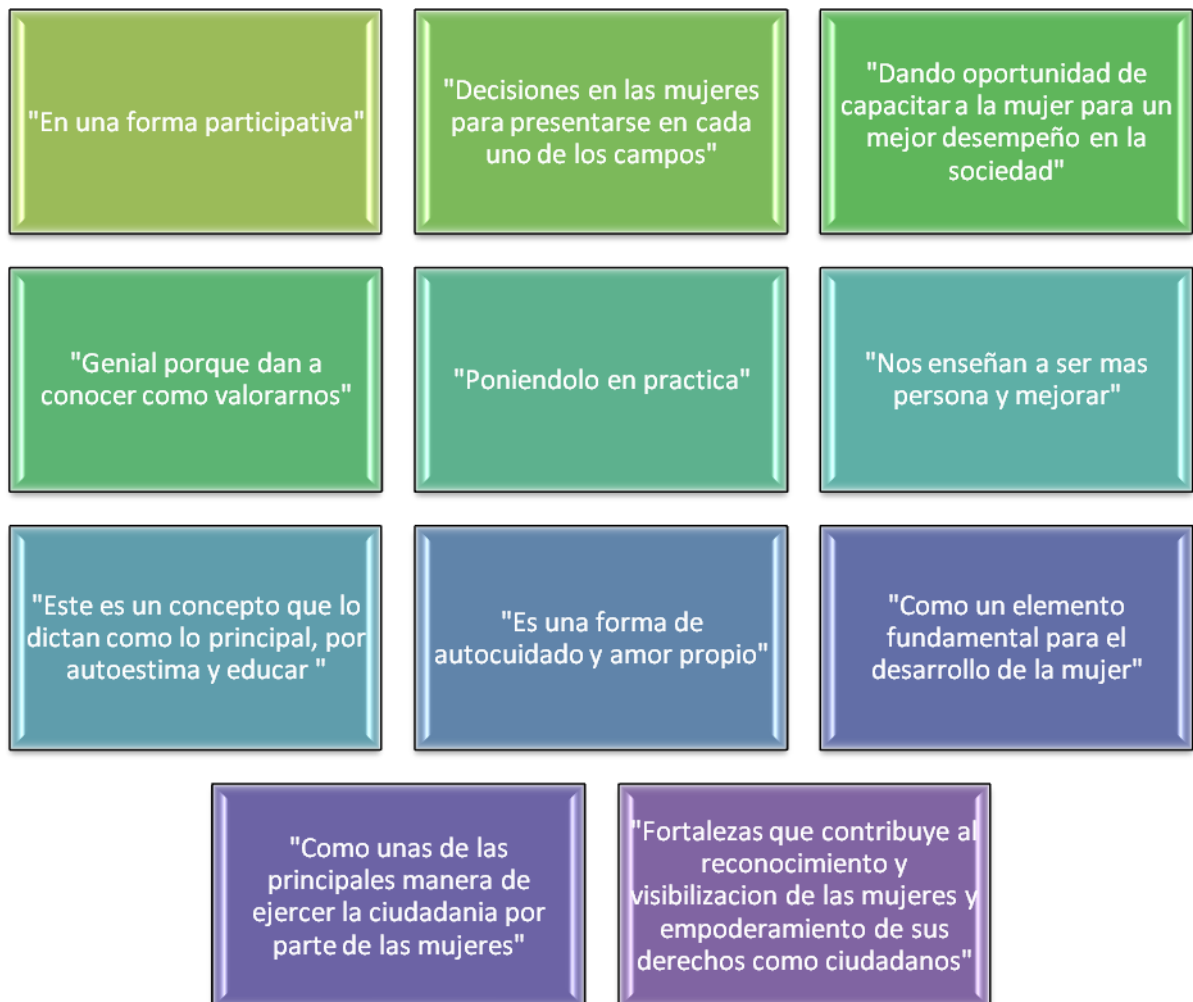 "En una forma participativa"
"Decisiones en las mujeres
para presentarse en cada
uno de los campos"
"Dando oportunidad de
capacitar a la mujer para un
mejor desempeño en la
sociedad"
"Genial porque dan a
conocer como valorarnos"
"Poniendolo en practica"
"Nos enseñan a ser mas
persona y mejorar"
"Este es un concepto que lo
dictan como lo principal, por
autoestima y educar "
"Es una forma de
autocuidado y amor propio"
"Como un elemento
fundamental para el
desarrollo de la mujer"
"Como unas de las
principales manera de
ejercer la ciudadania por
parte de las mujeres"
"Fortalezas que contribuye al
reconocimiento y
visibilizacion de las mujeres y
empoderamiento de sus
derechos como ciudadanos"